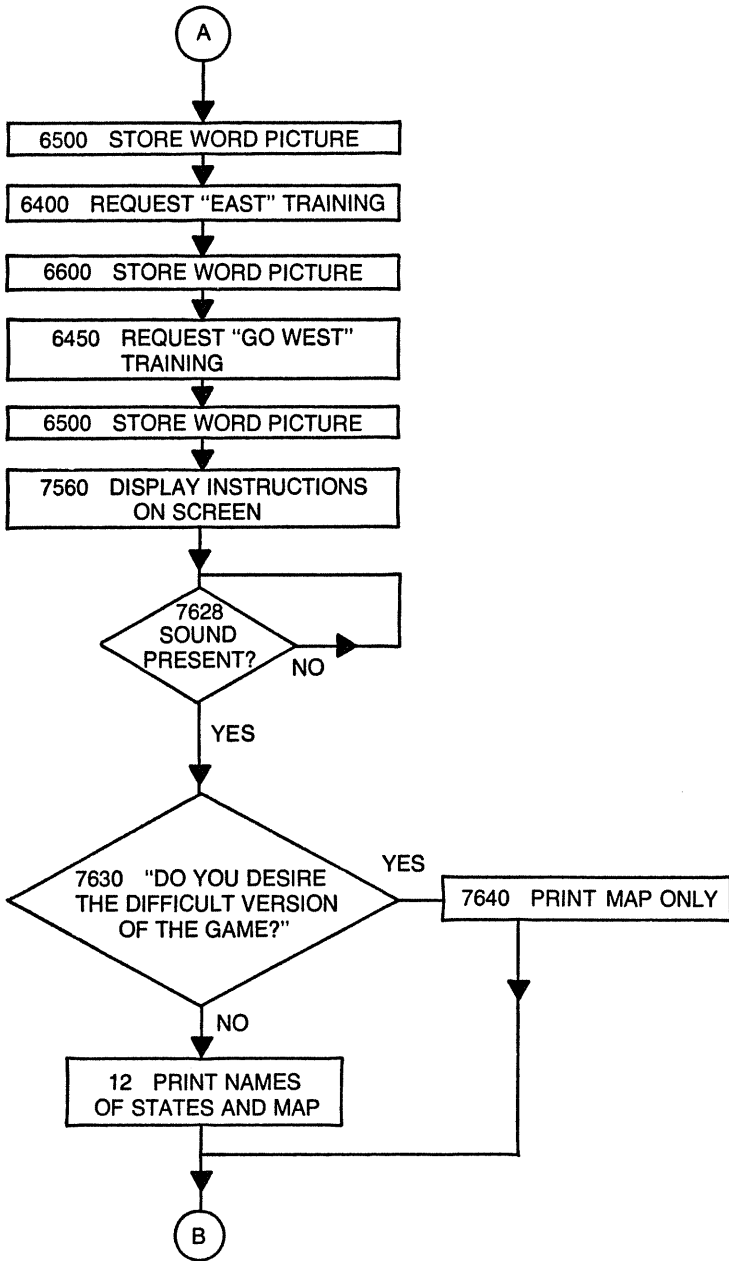 A
6500 STORE WORD PICTURE
6400 REQUEST “EAST” TRAINING
6600 STORE WORD PICTURE
6450 REQUEST “GO WEST”
TRAINING
6500 STORE WORD PICTURE
7560 DISPLAY INSTRUCTIONS
ON SCREEN
7628
SOUND
PRESENT?
NO
YES
7630 “DO YOU DESIRE
THE DIFFICULT VERSION
OF THE GAME?”
YES
7640 PRINT MAP ONLY
NO
12 PRINT NAMES
OF STATES AND MAP
B